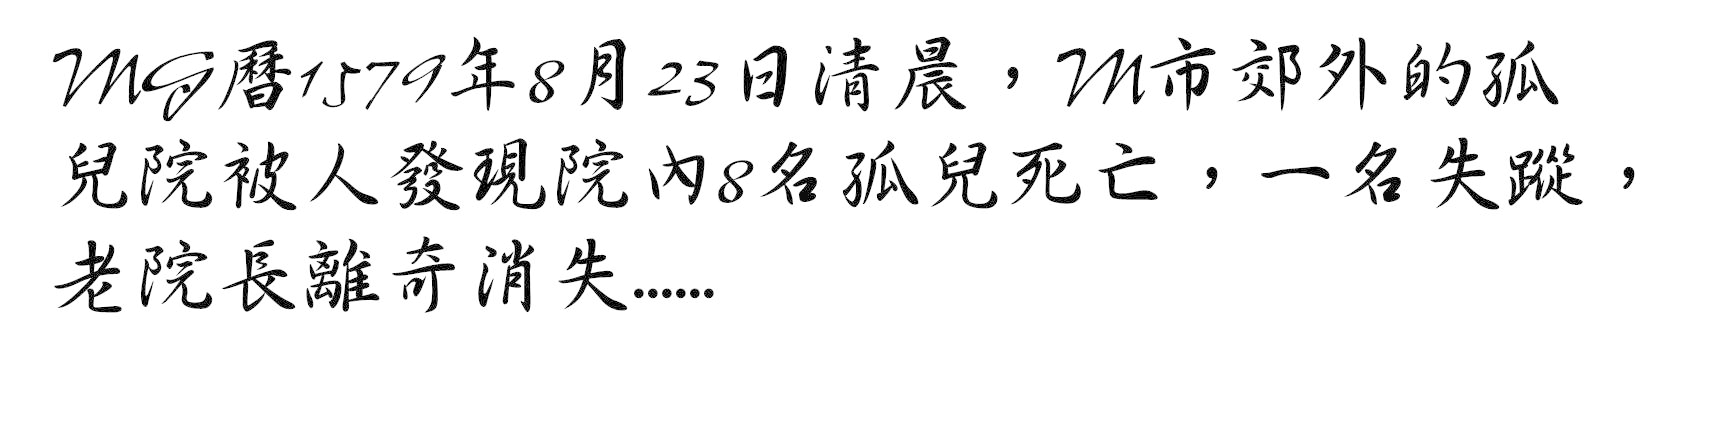 MG曆1579年8月23日清晨，M市郊外的孤
兒院被人發現院內8名孤兒死亡，一名失蹤，
老院長離奇消失......